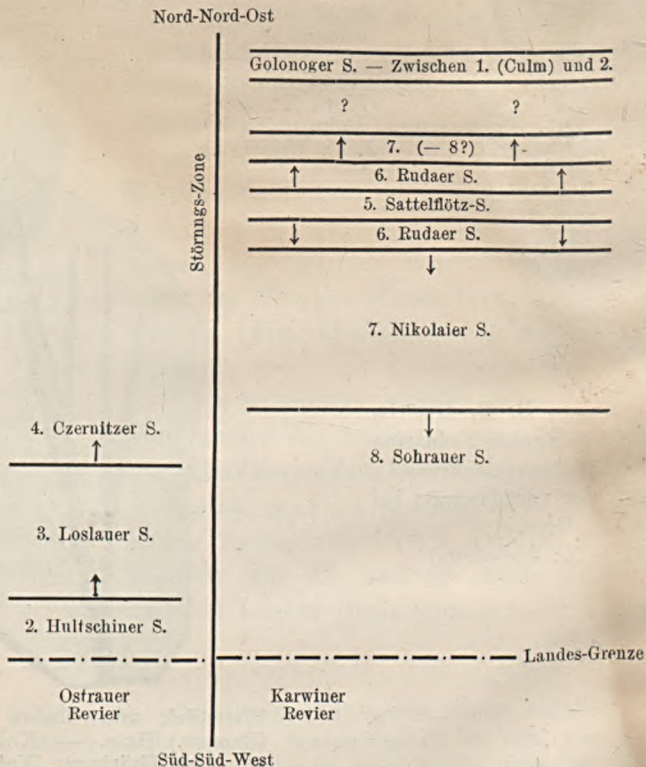 Nord-Nord-Ost
Golonoger S. — Zwischen 1. (Culm) und 2.
? ?
7. (— 8?)
6. Rudaer S.
5. Sattelflötz-S.
6. Rudaer S.
Störungs-Zone
7. Nikolaier S.
4. Czernitzer S.
8. Sohrauer S.
3. Loslauer S.
2. Hultschiner S.
Landes-Grenze
Ostrauer
Revier
Karwiner
Revier
Süd-Süd-West